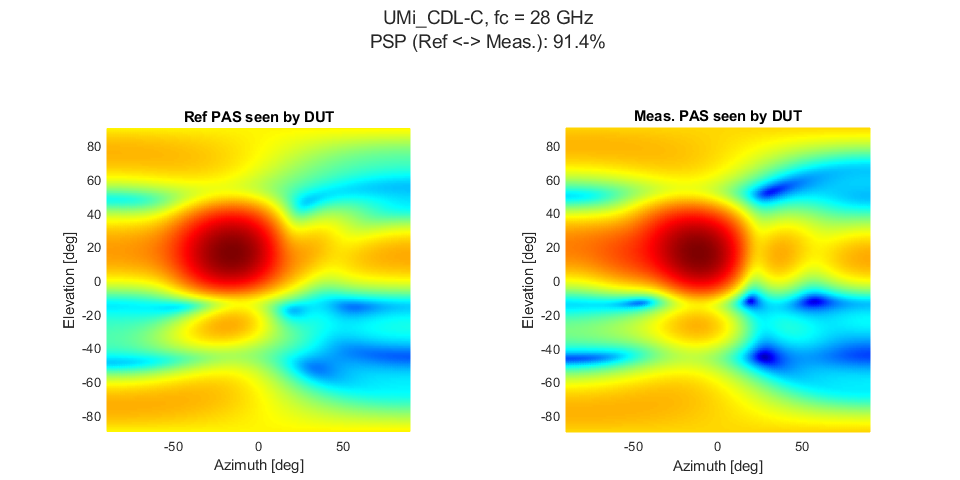 UMi_CDL-C, fc = 28 GHz
PSP (Ref <-> Meas.): 91.4%
Ref PAS seen by DUT
80
60
40
20
0
-20
-40
-60
-80
Elevation [deg]
-50 0 50
Azimuth [deg]
Meas. PAS seen by DUT
80
60
40
20
0
-20
-40
-60
-80
Elevation [deg]
-50 0 50
Azimuth [deg]